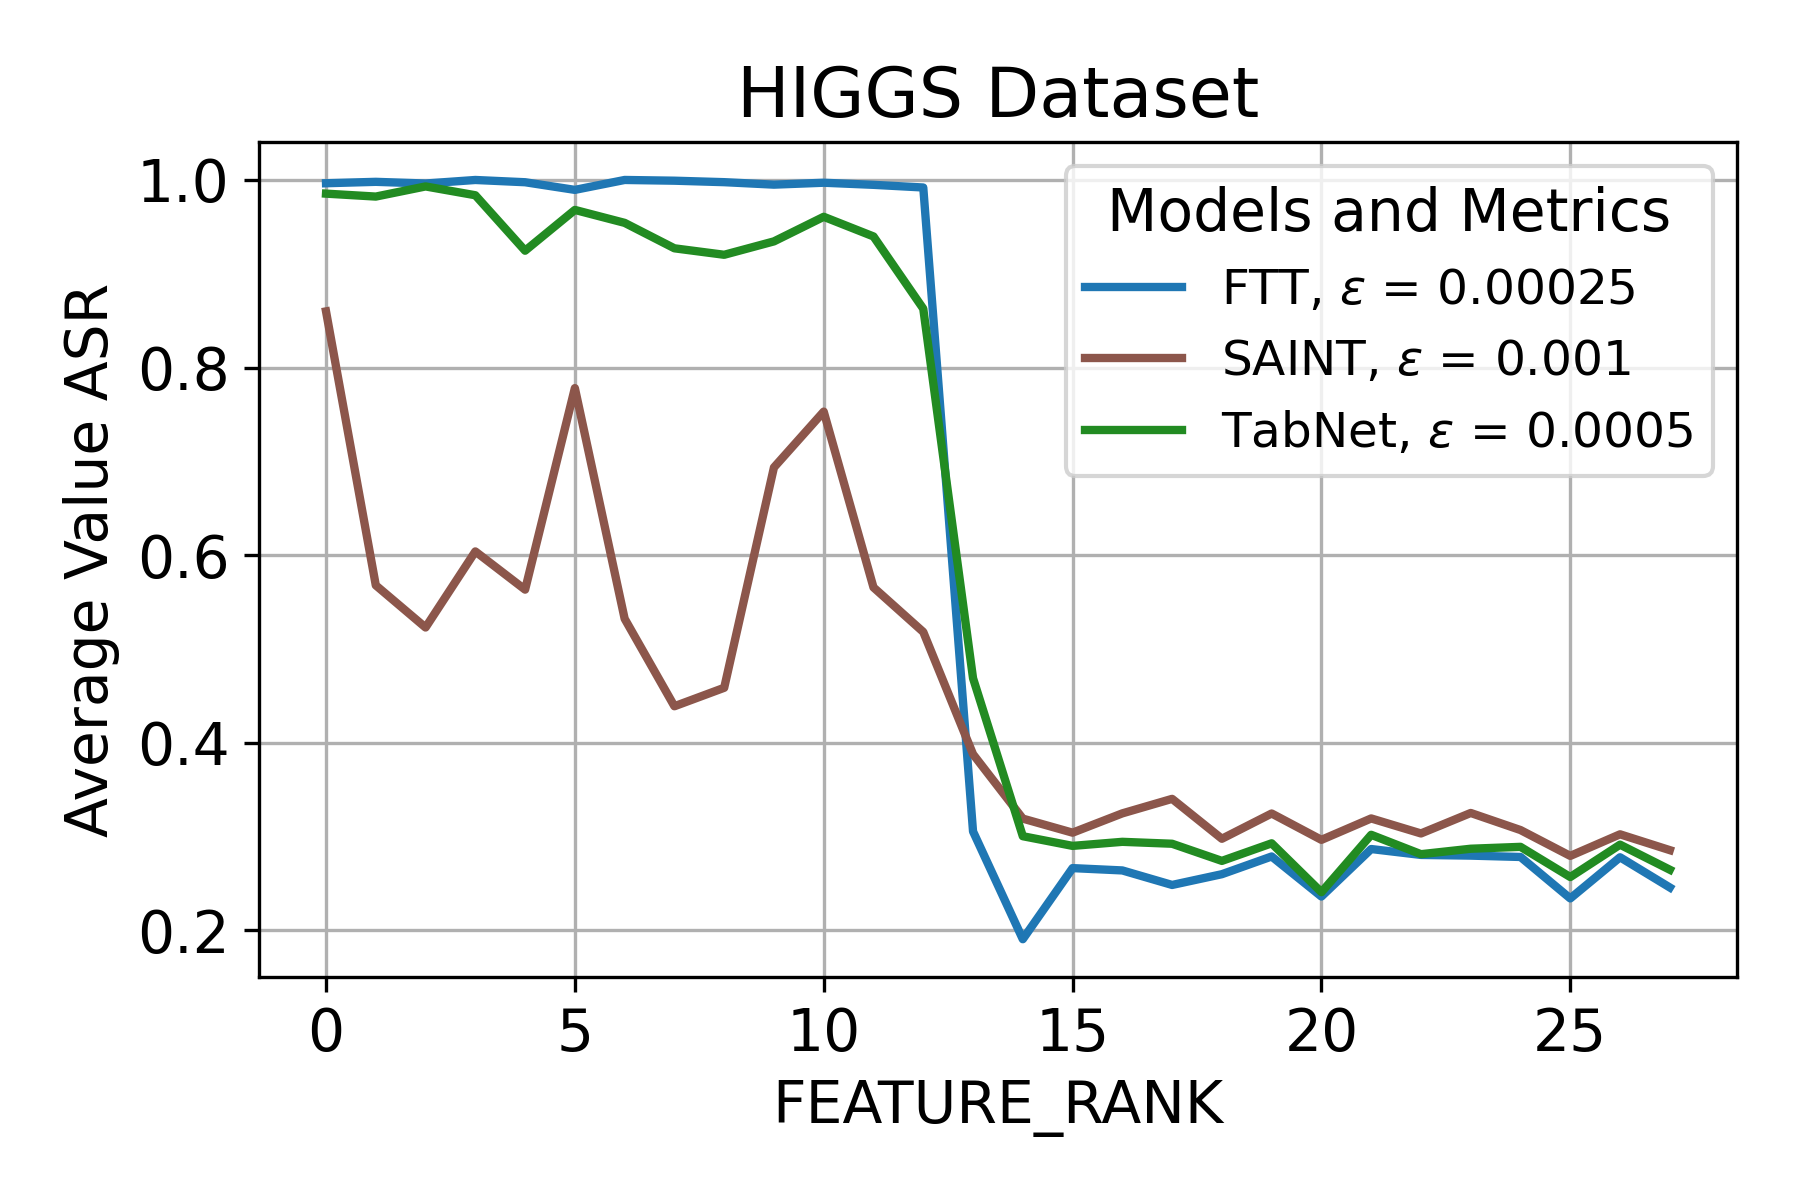 HIGGS Dataset
1.0
0.8
0.6
0.4
0.2
Average Value ASR
Models and Metrics
FTT, ε = 0.00025
SAINT, ε = 0.001
TabNet, ε = 0.0005
0 5 10 15 20 25
FEATURE_RANK